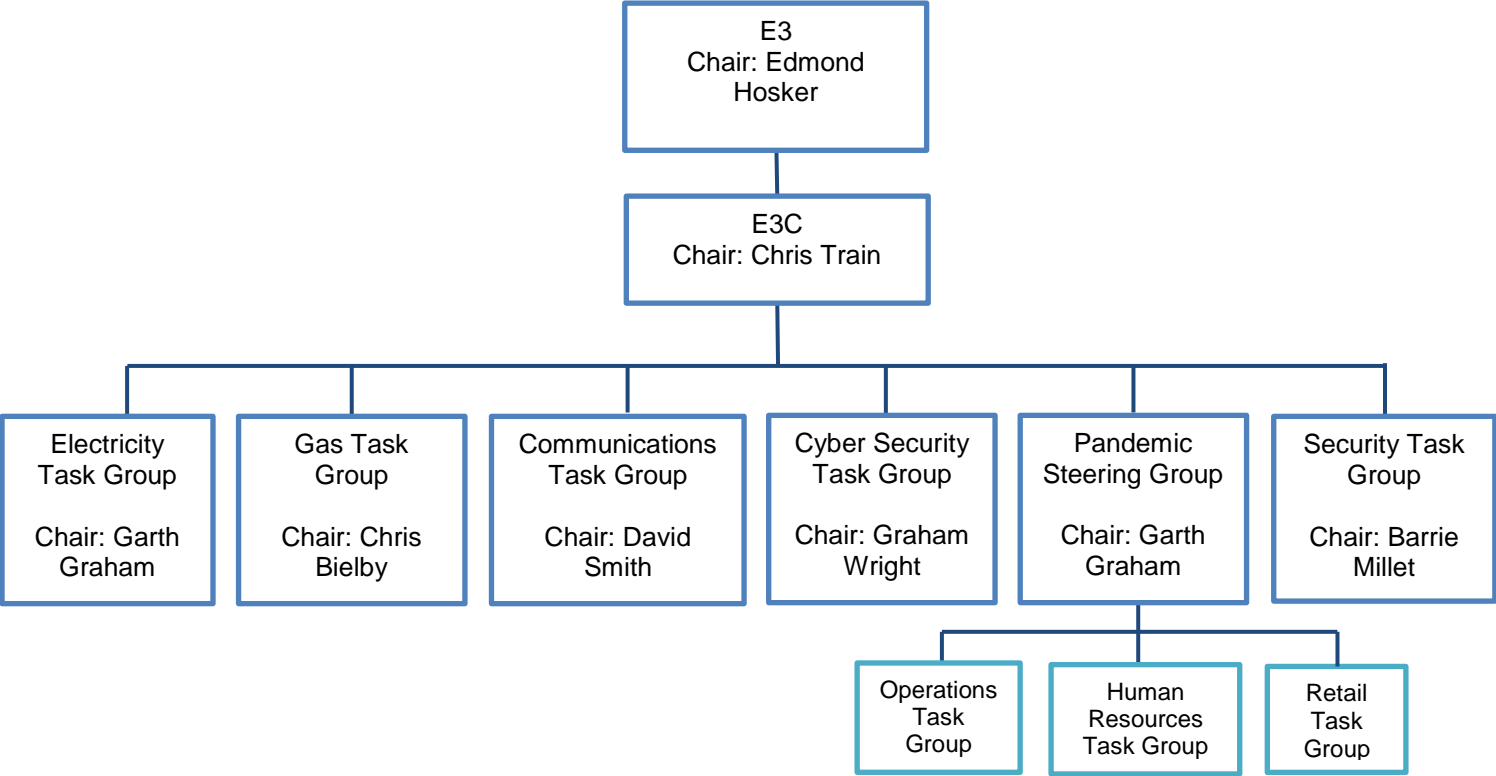 E3
Chair: Edmond
Hosker
E3C
Chair: Chris Train
Electricity
Task Group
Chair: Garth
Graham
Gas Task
Group
Chair: Chris
Bielby
Communications
Task Group
Chair: David
Smith
Cyber Security
Task Group
Chair: Graham
Wright
Pandemic
Steering Group
Chair: Garth
Graham
Security Task
Group
Chair: Barrie
Millet
Operations
Task
Group
Human
Resources
Task Group
Retail
Task
Group